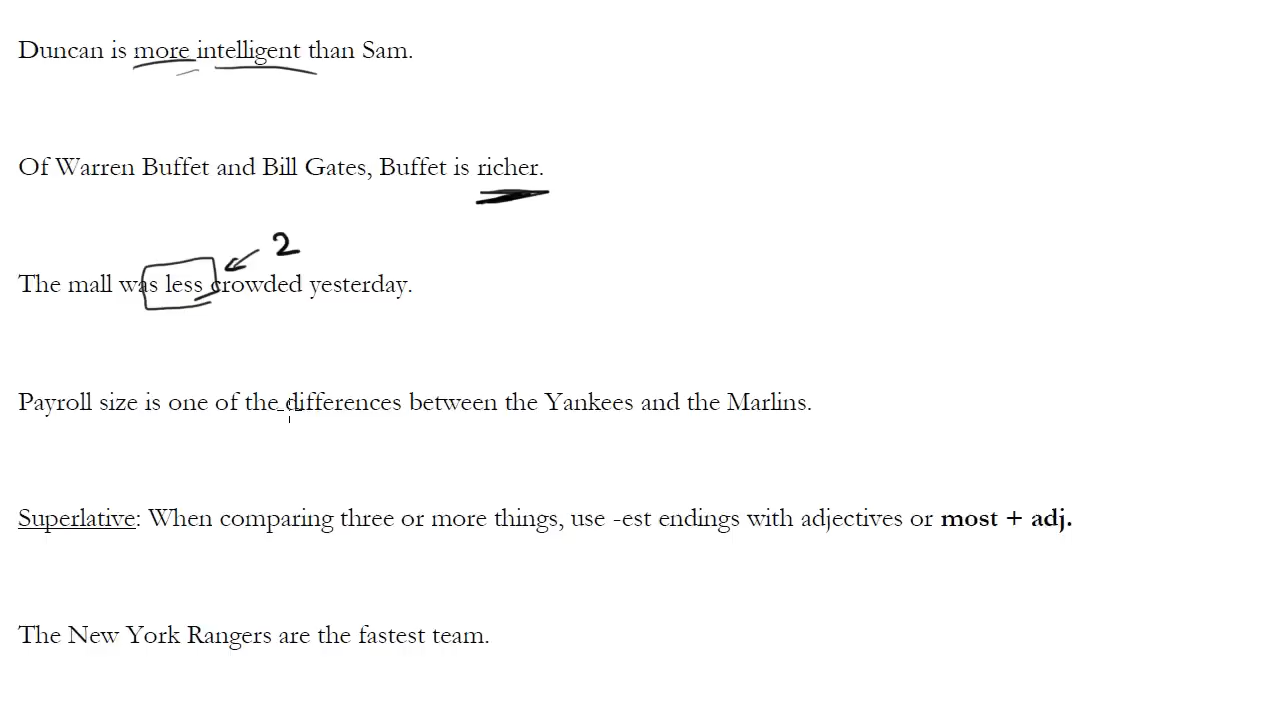 Duncan is more intelligent than Sam.
Of Warren Buffet and Bill Gates, Buffet is richer.
2
The mall was less crowded yesterday.
Payroll size is one of the differences between the Yankees and the Marlins.
Superlative: When comparing three or more things, use -est endings with adjectives or most + adj.
The New York Rangers are the fastest team.